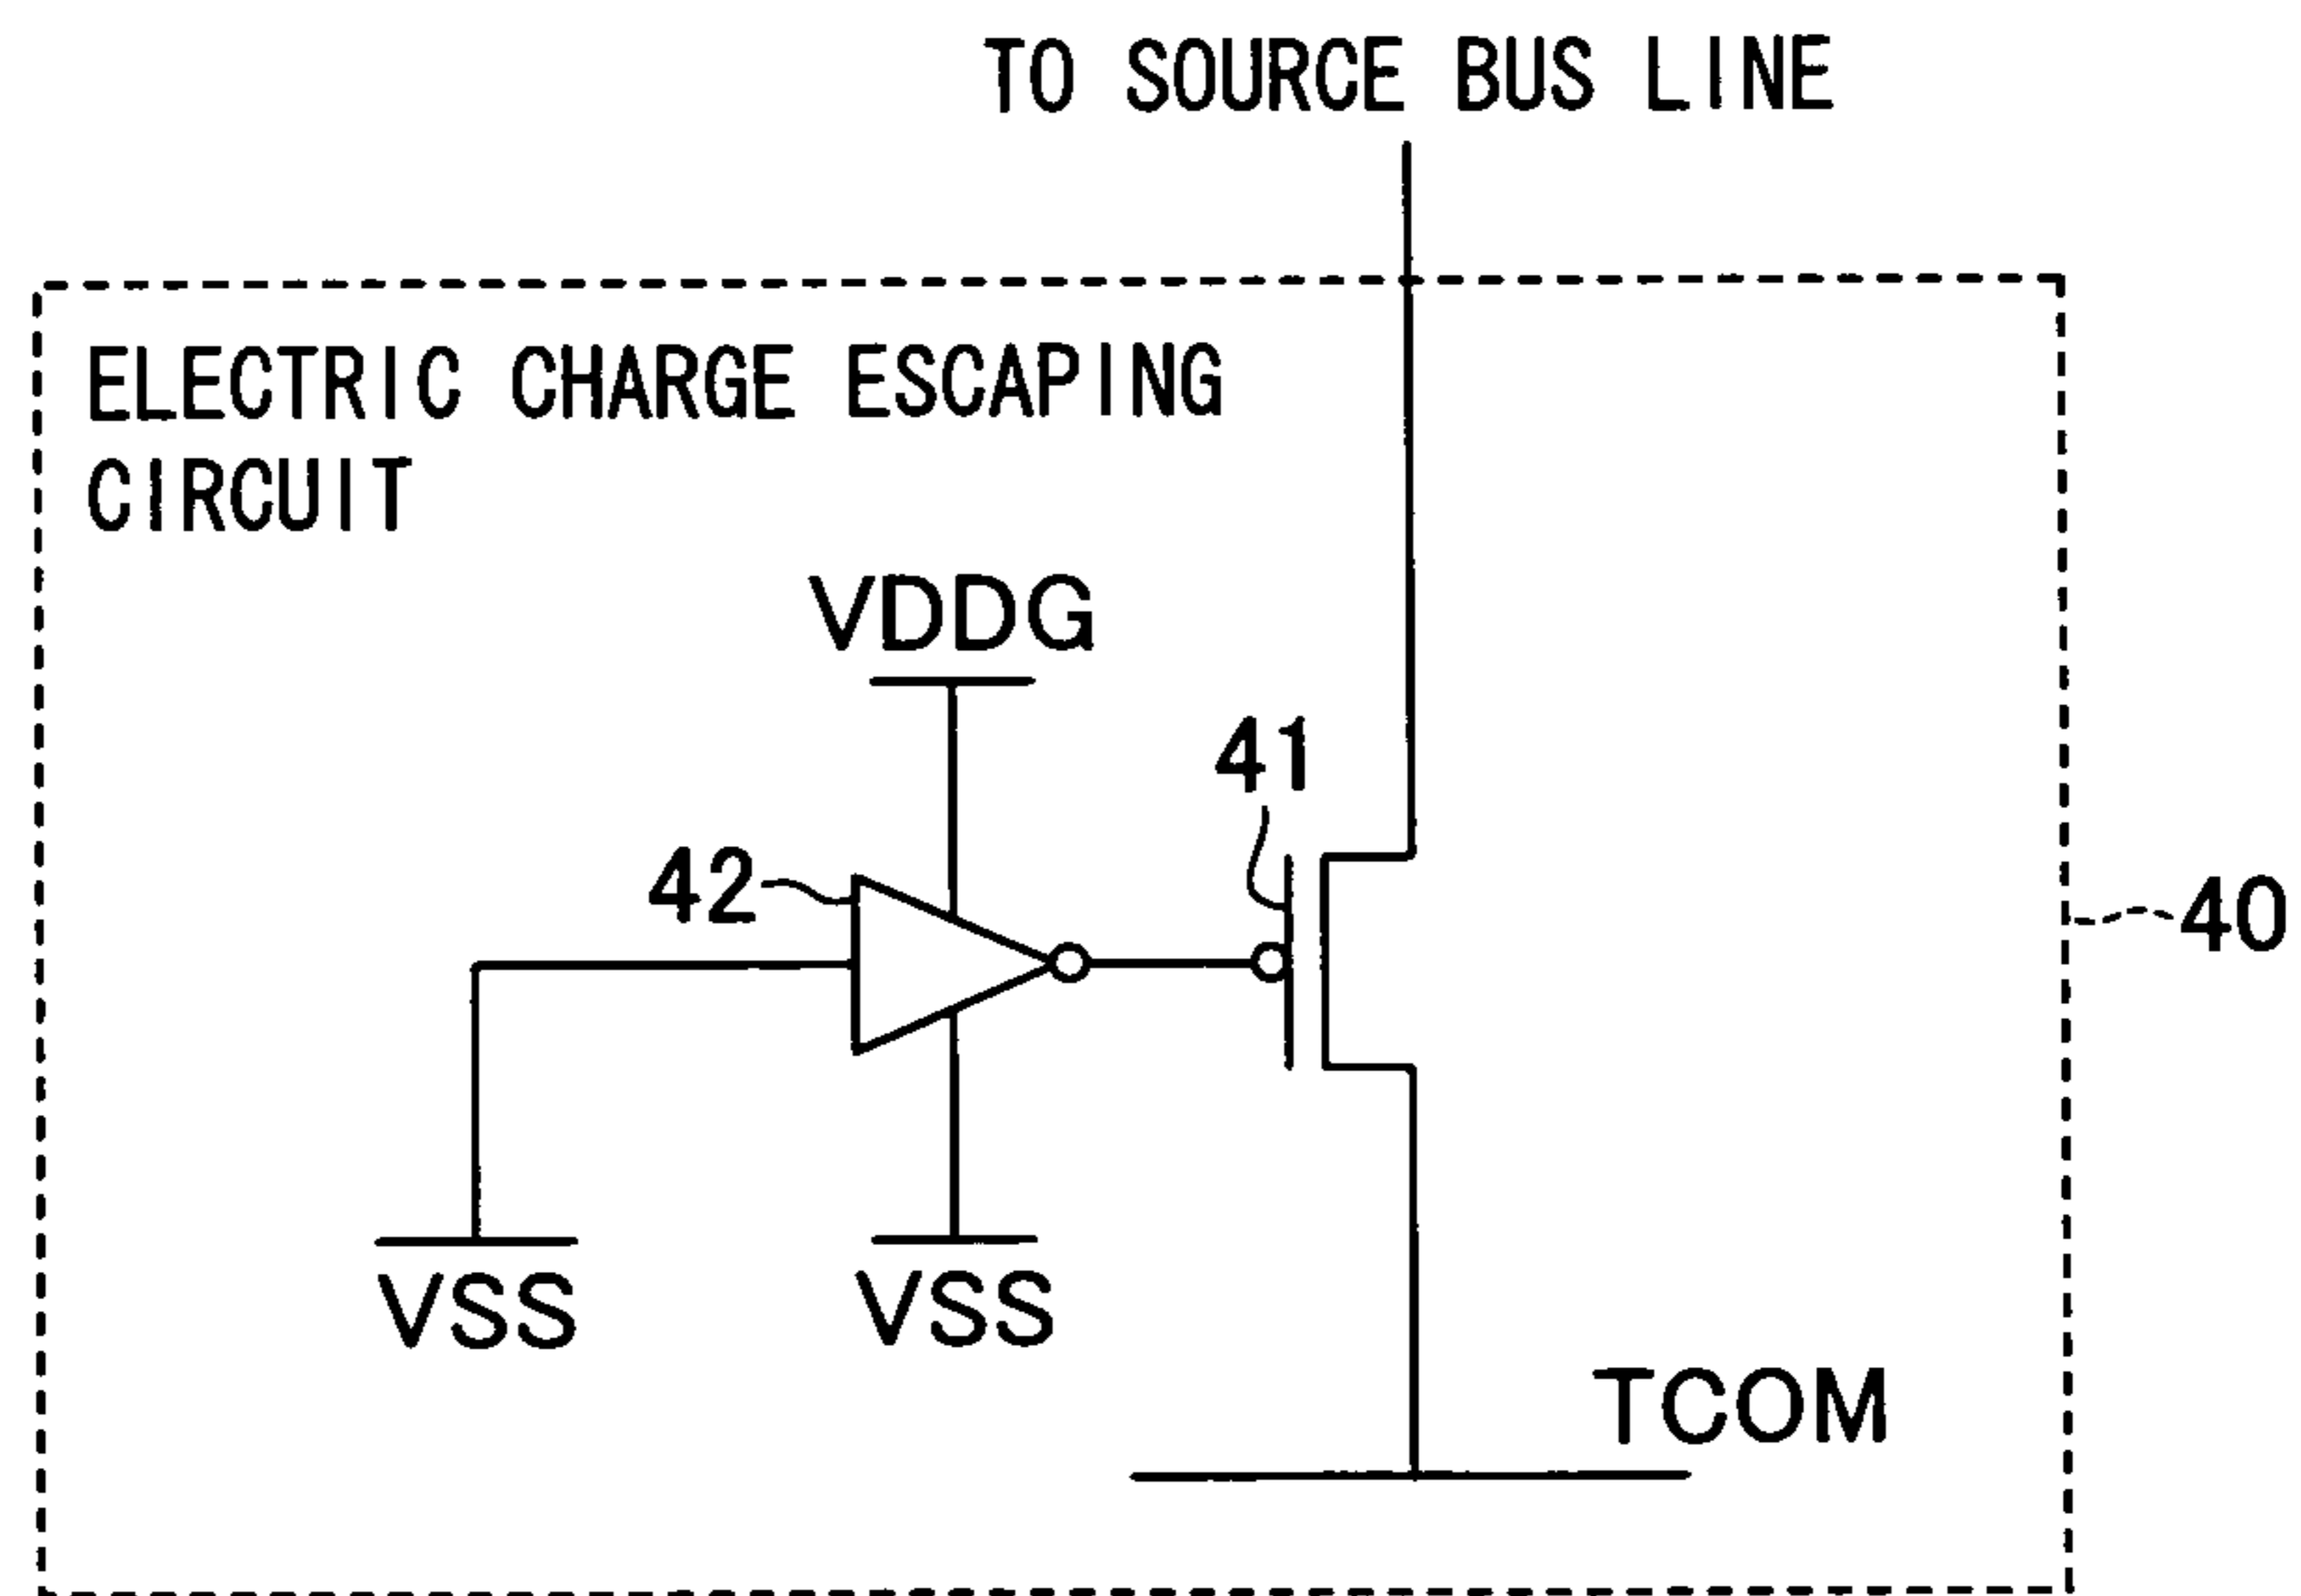 TO SOURCE BUS LINE
ELECTRIC CHARGE ESCAPING
CIRCUIT
VDDG
41
42
40
VSS
VSS
TCOM